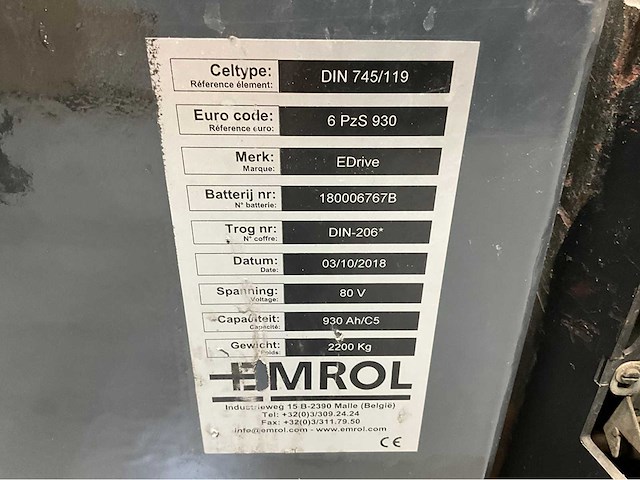 Celtype: DIN 745/119
Réference élement:
Euro code: 6 PzS 930
Réference euro:
Merk: EDrive
Marque:
Batterij nr: 180006767B
N° batterie:
Trog nr: DIN-206*
N° coffre:
Datum: 03/10/2018
Date:
Spanning: 80 V
Voltage:
Capaciteit: 930 Ah/C5
Capacité:
Gewicht: 2200 Kg
Poids:
EMROL
Industrieweg 15 B-2390 Malle (België)
Tel: +32(0)3/309.24.24
Fax: +32(0)3/311.79.50
info@emrol.com - www.emrol.com
CE